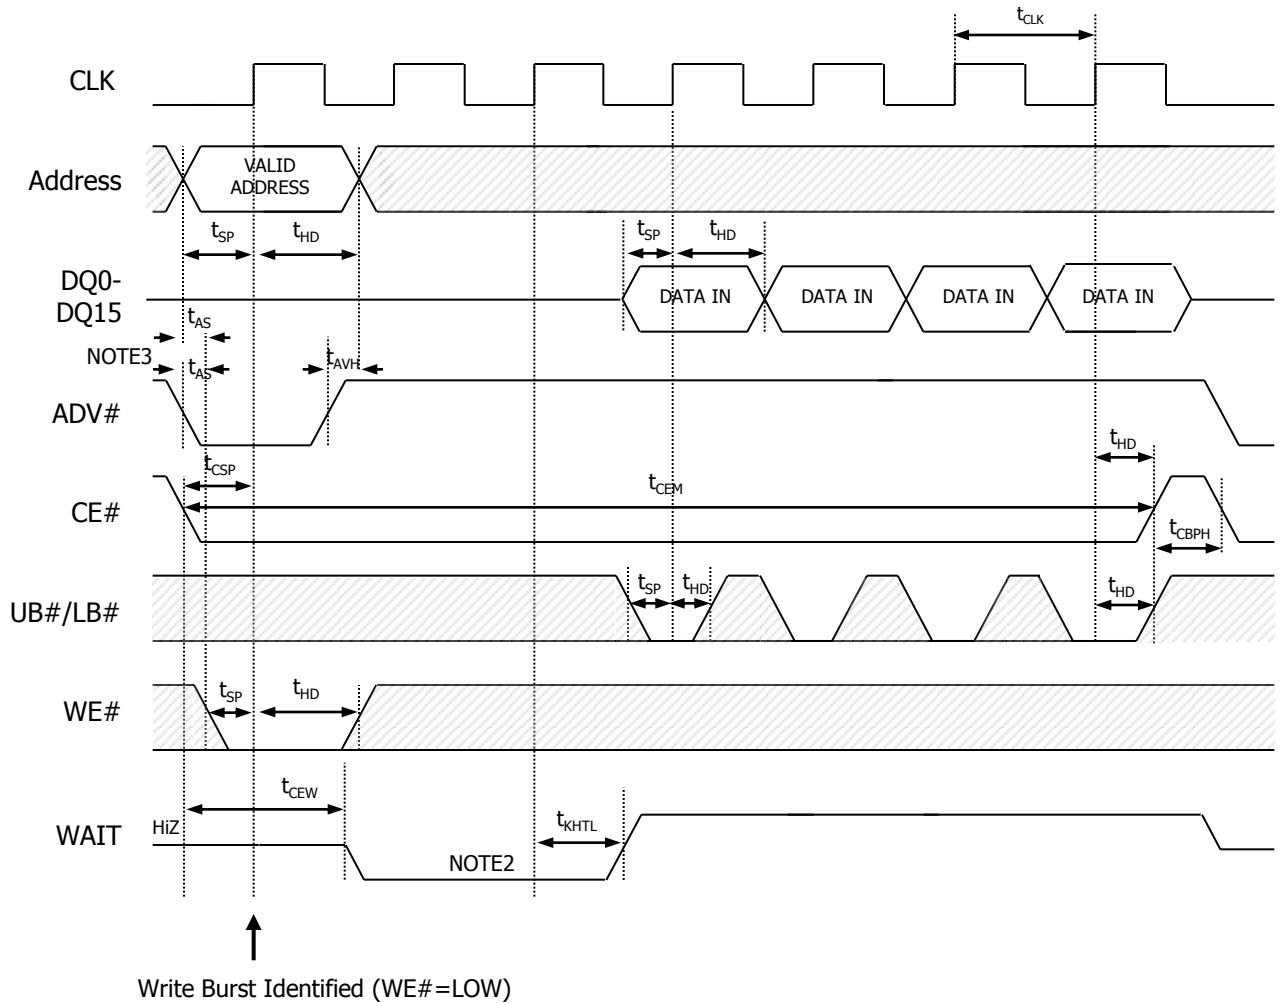 tCLK
CLK
Address
VALID
ADDRESS
tSP
tHD
tSP
tHD
DQ0-
DQ15
DATA IN
DATA IN
DATA IN
DATA IN
tAS
NOTE3
tAS
tAVH
ADV#
tHD
tCSP
tCEM
CE#
tCBPH
UB#/LB#
tSP
tHD
tHD
WE#
tSP
tHD
tCEW
WAIT
HiZ
tKHTL
NOTE2
Write Burst Identified (WE#=LOW)